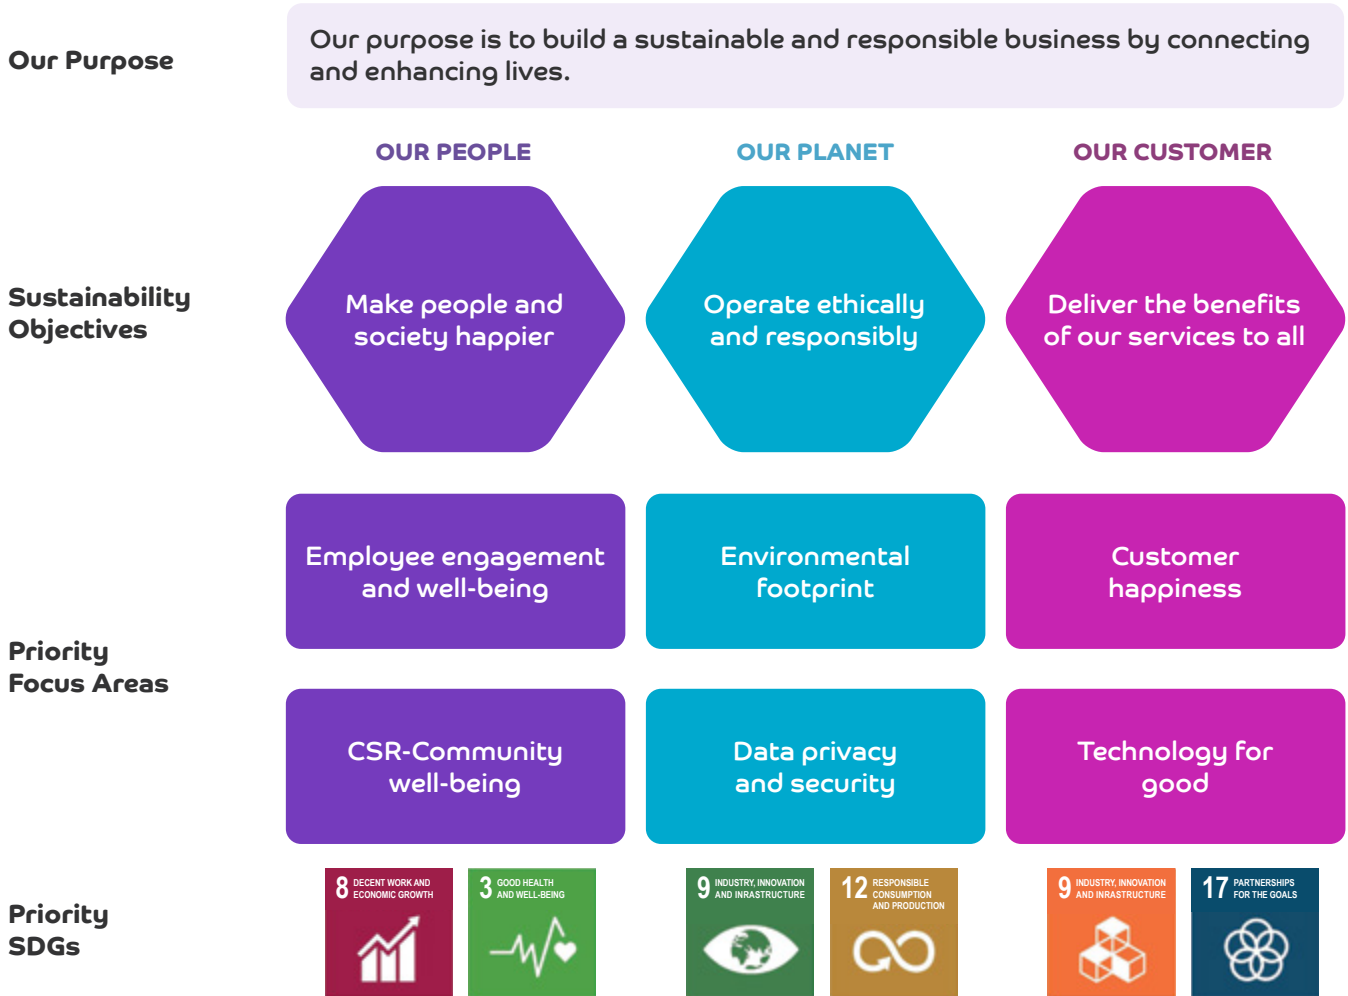 Our Purpose
Our purpose is to build a sustainable and responsible business by connecting
and enhancing lives.
OUR PEOPLE
OUR PLANET
OUR CUSTOMER
Sustainability
Objectives
Make people and
society happier
Operate ethically
and responsibly
Deliver the benefits
of our services to all
Priority
Focus Areas
Employee engagement
and well-being
Environmental
footprint
Customer
happiness
CSR-Community
well-being
Data privacy
and security
Technology for
good
Priority
SDGs
8 DECENT WORK AND
ECONOMIC GROWTH
3 GOOD HEALTH
AND WELL-BEING
9 INDUSTRY, INNOVATION
AND INRASTRUCTURE
12 RESPONSIBLE
CONSUMPTION
AND PRODUCTION
9 INDUSTRY, INNOVATION
AND INRASTRUCTURE
17 PARTNERSHIPS
FOR THE GOALS